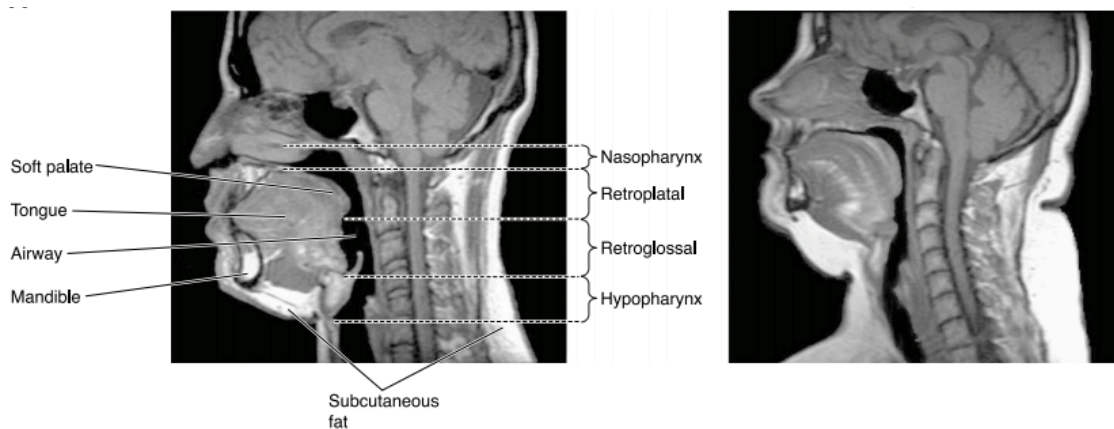 Soft palate
Tongue
Airway
Mandible
Nasopharynx
Retroplatal
Retroglossal
Hypopharynx
Subcutaneous
fat